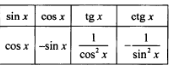 sin x cos x tg x ctg x
cos x −sin x 1/cos² x −1/sin² x